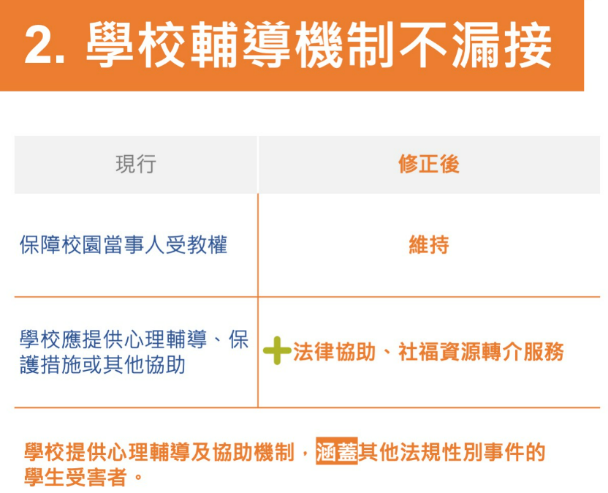 2. 學校輔導機制不漏接
現行
修正後
保障校園當事人受教權
維持
學校應提供心理輔導、保
護措施或其他協助
+法律協助、社福資源轉介服務
學校提供心理輔導及協助機制，涵蓋其他法規性別事件的
學生受害者。